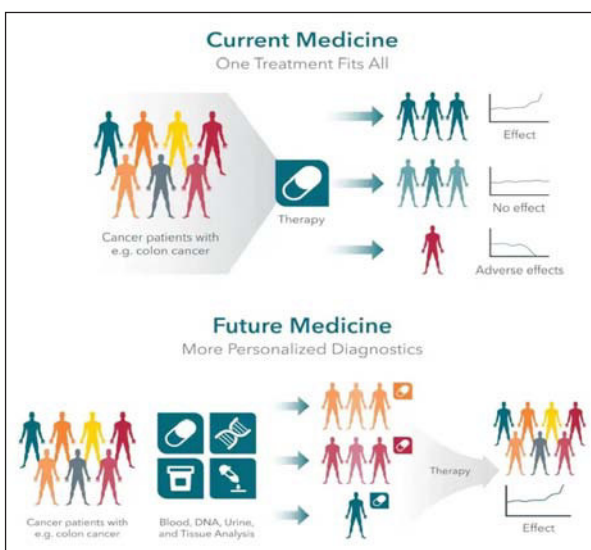 Current Medicine
One Treatment Fits All
Effect
Therapy
No effect
Cancer patients with
e.g. colon cancer
Adverse effects
Future Medicine
More Personalized Diagnostics
Therapy
Cancer patients with
e.g. colon cancer
Blood, DNA, Urine,
and Tissue Analysis
Effect